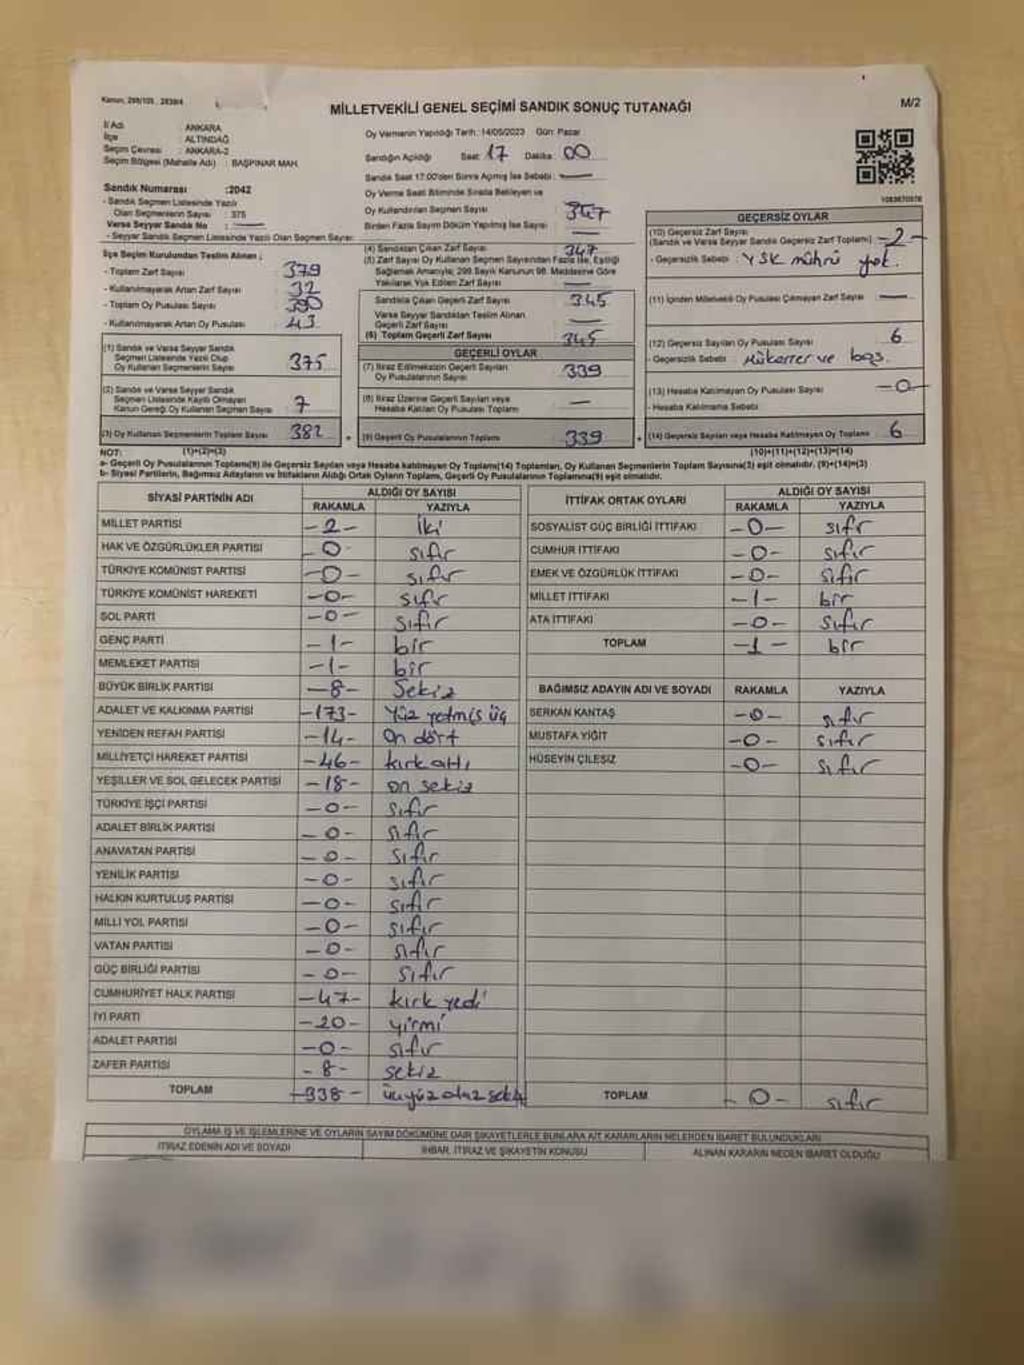 Kanun, 298/105 , 2839/4
MİLLETVEKİLİ GENEL SEÇİMİ SANDIK SONUÇ TUTANAĞI
M/2
İl Adı : ANKARA
İlçe : ALTINDAĞ
Seçim Çevresi : ANKARA-2
Seçim Bölgesi (Mahalle Adı) : BAŞPINAR MAH.
Oy Vermenin Yapıldığı Tarih: 14/05/2023 Gün: Pazar
Sandığın Açıldığı Saat: 17 Dakika: 00
Sandık Saat 17:00'den Sonra Açılmış İse Sebebi:
Sandık Numarası :2042
- Sandık Seçmen Listesinde Yazılı
Olan Seçmenlerin Sayısı : 375
Varsa Seyyar Sandık No :
- Seyyar Sandık Seçmen Listesinde Yazılı Olan Seçmen Sayısı:
Oy Verme Saati Bitiminde Sırada Bekleyen ve
Oy Kullandırılan Seçmen Sayısı 347
Birden Fazla Sayım Döküm Yapılmış İse Sayısı
İlçe Seçim Kurulundan Teslim Alınan ;
- Toplam Zarf Sayısı 379
- Kullanılmayarak Artan Zarf Sayısı 32
- Toplam Oy Pusulası Sayısı 390
- Kullanılmayarak Artan Oy Pusulası 43
(1) Sandık ve Varsa Seyyar Sandık
Seçmen Listesinde Yazılı Olup
Oy Kullanan Seçmenlerin Sayısı 375
(2) Sandık ve Varsa Seyyar Sandık
Seçmen Listesinde Kayıtlı Olmayan
Kanun Gereği Oy Kullanan Seçmen Sayısı 7
(3) Oy Kullanan Seçmenlerin Toplam Sayısı 382
(1)+(2)=(3)
(4) Sandıktan Çıkan Zarf Sayısı 347
(5) Zarf Sayısı Oy Kullanan Seçmen Sayısından Fazla İse, Eşitliği
Sağlamak Amacıyla; 298 Sayılı Kanunun 98. Maddesine Göre
Yakılarak Yok Edilen Zarf Sayısı
Sandıkta Çıkan Geçerli Zarf Sayısı 345
Varsa Seyyar Sandıktan Teslim Alınan
Geçerli Zarf Sayısı
(6) Toplam Geçerli Zarf Sayısı 345
GEÇERLİ OYLAR
(7) İtiraz Edilmeksizin Geçerli Sayılan
Oy Pusulalarının Sayısı 339
(8) İtiraz Üzerine Geçerli Sayılan veya
Hesaba Katılan Oy Pusulası Toplamı
(9) Geçerli Oy Pusulalarının Toplamı 339
1083670576
GEÇERSİZ OYLAR
(10) Geçersiz Zarf Sayısı
(Sandık ve Varsa Seyyar Sandık Geçersiz Zarf Toplamı) -2-
- Geçersizlik Sebebi : YSK mührü yok.
(11) İçinden Milletvekili Oy Pusulası Çıkmayan Zarf Sayısı
(12) Geçersiz Sayılan Oy Pusulası Sayısı 6
- Geçersizlik Sebebi : Mükerrer ve boş.
(13) Hesaba Katılmayan Oy Pusulası Sayısı -0-
- Hesaba Katılmama Sebebi
(14) Geçersiz Sayılan veya Hesaba Katılmayan Oy Toplamı 6
(10)+(11)+(12)+(13)=(14)
NOT:
a- Geçerli Oy Pusulalarının Toplamı(9) ile Geçersiz Sayılan veya Hesaba katılmayan Oy Toplamı(14) Toplamları, Oy Kullanan Seçmenlerin Toplam Sayısına(3) eşit olmalıdır. (9)+(14)=(3)
b- Siyasi Partilerin, Bağımsız Adayların ve İttifakların Aldığı Ortak Oyların Toplamı, Geçerli Oy Pusulalarının Toplamına(9) eşit olmalıdır.
SİYASİ PARTİNİN ADI ALDIĞI OY SAYISI
RAKAMLA YAZIYLA
MİLLET PARTİSİ -2- iki
HAK VE ÖZGÜRLÜKLER PARTİSİ -0- sıfır
TÜRKİYE KOMÜNİST PARTİSİ -0- sıfır
TÜRKİYE KOMÜNİST HAREKETİ -0- sıfır
SOL PARTİ -0- sıfır
GENÇ PARTİ -1- bir
MEMLEKET PARTİSİ -1- bir
BÜYÜK BİRLİK PARTİSİ -8- Sekiz
ADALET VE KALKINMA PARTİSİ -173- Yüz yetmiş üç
YENİDEN REFAH PARTİSİ -14- On dört
MİLLİYETÇİ HAREKET PARTİSİ -46- kırk altı
YEŞİLLER VE SOL GELECEK PARTİSİ -18- on sekiz
TÜRKİYE İŞÇİ PARTİSİ -0- sıfır
ADALET BİRLİK PARTİSİ -0- sıfır
ANAVATAN PARTİSİ -0- sıfır
YENİLİK PARTİSİ -0- sıfır
HALKIN KURTULUŞ PARTİSİ -0- sıfır
MİLLİ YOL PARTİSİ -0- sıfır
VATAN PARTİSİ -0- sıfır
GÜÇ BİRLİĞİ PARTİSİ -0- sıfır
CUMHURİYET HALK PARTİSİ -47- kırk yedi
İYİ PARTİ -20- yirmi
ADALET PARTİSİ -0- sıfır
ZAFER PARTİSİ -8- sekiz
TOPLAM -338- üçyüz otuz sekiz
İTTİFAK ORTAK OYLARI ALDIĞI OY SAYISI
RAKAMLA YAZIYLA
SOSYALİST GÜÇ BİRLİĞİ İTTİFAKI -0- sıfır
CUMHUR İTTİFAKI -0- sıfır
EMEK VE ÖZGÜRLÜK İTTİFAKI -0- sıfır
MİLLET İTTİFAKI -1- bir
ATA İTTİFAKI -0- sıfır
TOPLAM -1- bir
BAĞIMSIZ ADAYIN ADI VE SOYADI RAKAMLA YAZIYLA
SERKAN KANTAŞ -0- sıfır
MUSTAFA YİĞİT -0- sıfır
HÜSEYİN ÇİLESİZ -0- sıfır
TOPLAM -0- sıfır
OYLAMA İŞ VE İŞLEMLERİNE VE OYLARIN SAYIM DÖKÜMÜNE DAİR ŞİKAYETLERLE BUNLARA AİT KARARLARIN NELERDEN İBARET BULUNDUKLARI
İTİRAZ EDENİN ADI VE SOYADI İHBAR, İTİRAZ VE ŞİKAYETİN KONUSU ALINAN KARARIN NEDEN İBARET OLDUĞU